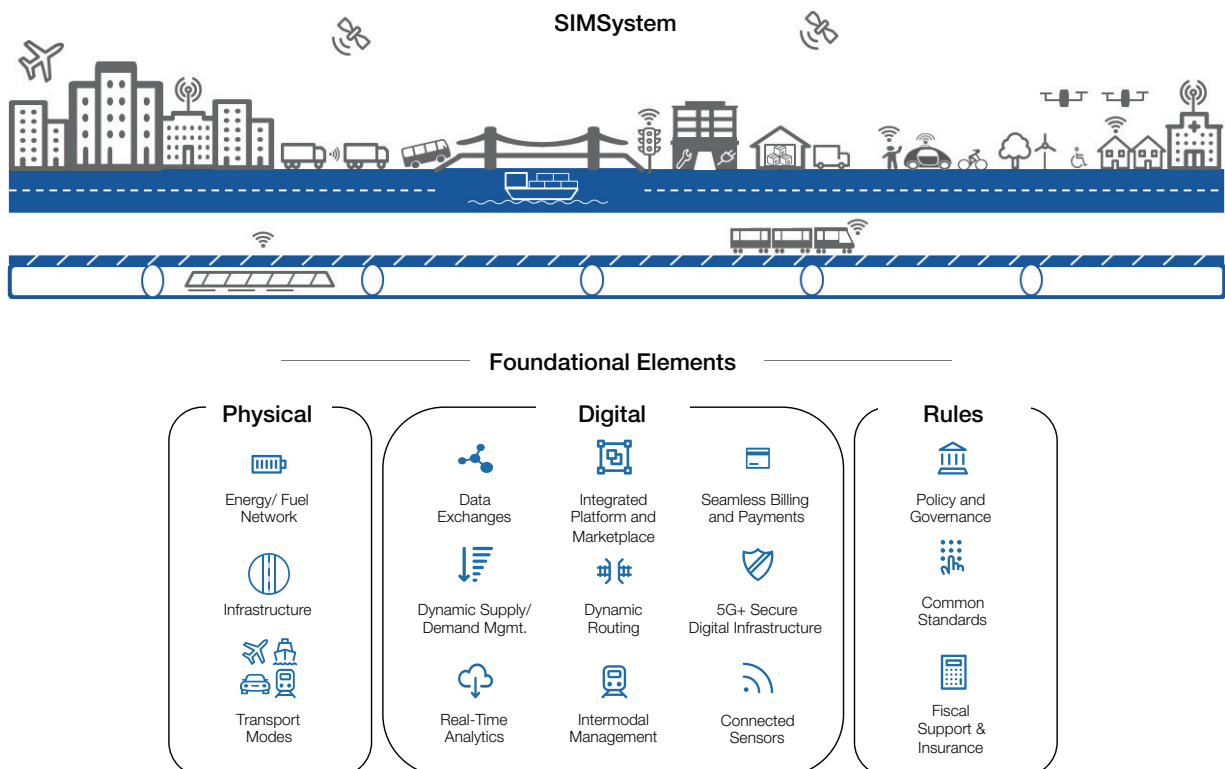 SIMSystem
Foundational Elements
Physical
Energy/ Fuel
Network
Infrastructure
Transport
Modes
Digital
Data
Exchanges
Integrated
Platform and
Marketplace
Seamless Billing
and Payments
Dynamic Supply/
Demand Mgmt.
Dynamic
Routing
5G+ Secure
Digital Infrastructure
Real-Time
Analytics
Intermodal
Management
Connected
Sensors
Rules
Policy and
Governance
Common
Standards
Fiscal
Support &
Insurance